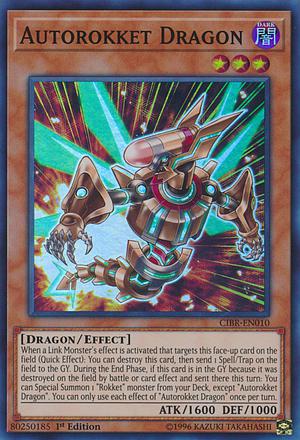 AUTOROKKET DRAGON
DARK
闇
CIBR-EN010
[DRAGON/EFFECT]
When a Link Monster's effect is activated that targets this face-up card on the
field (Quick Effect): You can destroy this card, then send 1 Spell/Trap on the
field to the GY. During the End Phase, if this card is in the GY because it was
destroyed on the field by battle or card effect and sent there this turn: You
can Special Summon 1 "Rokket" monster from your Deck, except "Autorokket
Dragon". You can only use each effect of "Autorokket Dragon" once per turn.
ATK/1600 DEF/1000
80250185 1st Edition ©1996 KAZUKI TAKAHASHI